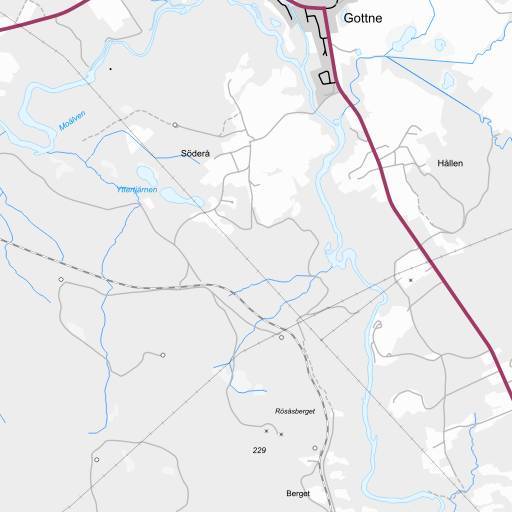 Gottne
Moälven
Söderå
Hällen
Yttertjärnen
Rösåsberget
229
Berget